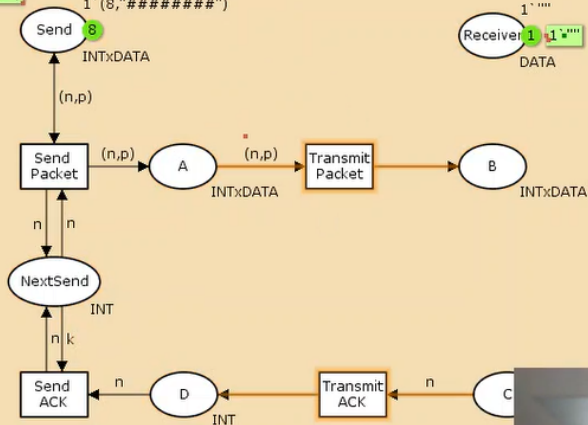 1 (8,"########")
1`""
Send
8
Receiver
1
1`""
INTxDATA
DATA
(n,p)
Send
Packet
(n,p)
A
(n,p)
Transmit
Packet
B
INTxDATA
INTxDATA
n
n
NextSend
INT
n
k
Send
ACK
n
D
Transmit
ACK
n
C
INT